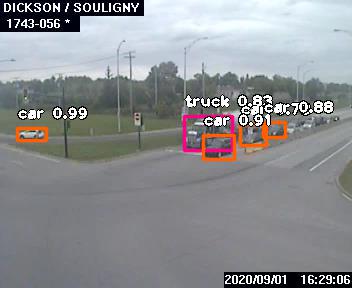 DICKSON / SOULIGNY
1743-056 *
car 0.99
truck 0.83
car 0.88
car 0.91
2020/09/01 16:29:06